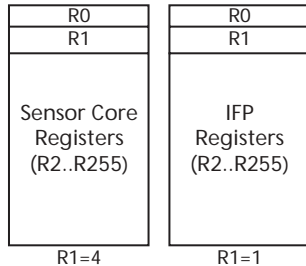 R0
R1
Sensor Core
Registers
(R2..R255)
R1=4
R0
R1
IFP
Registers
(R2..R255)
R1=1